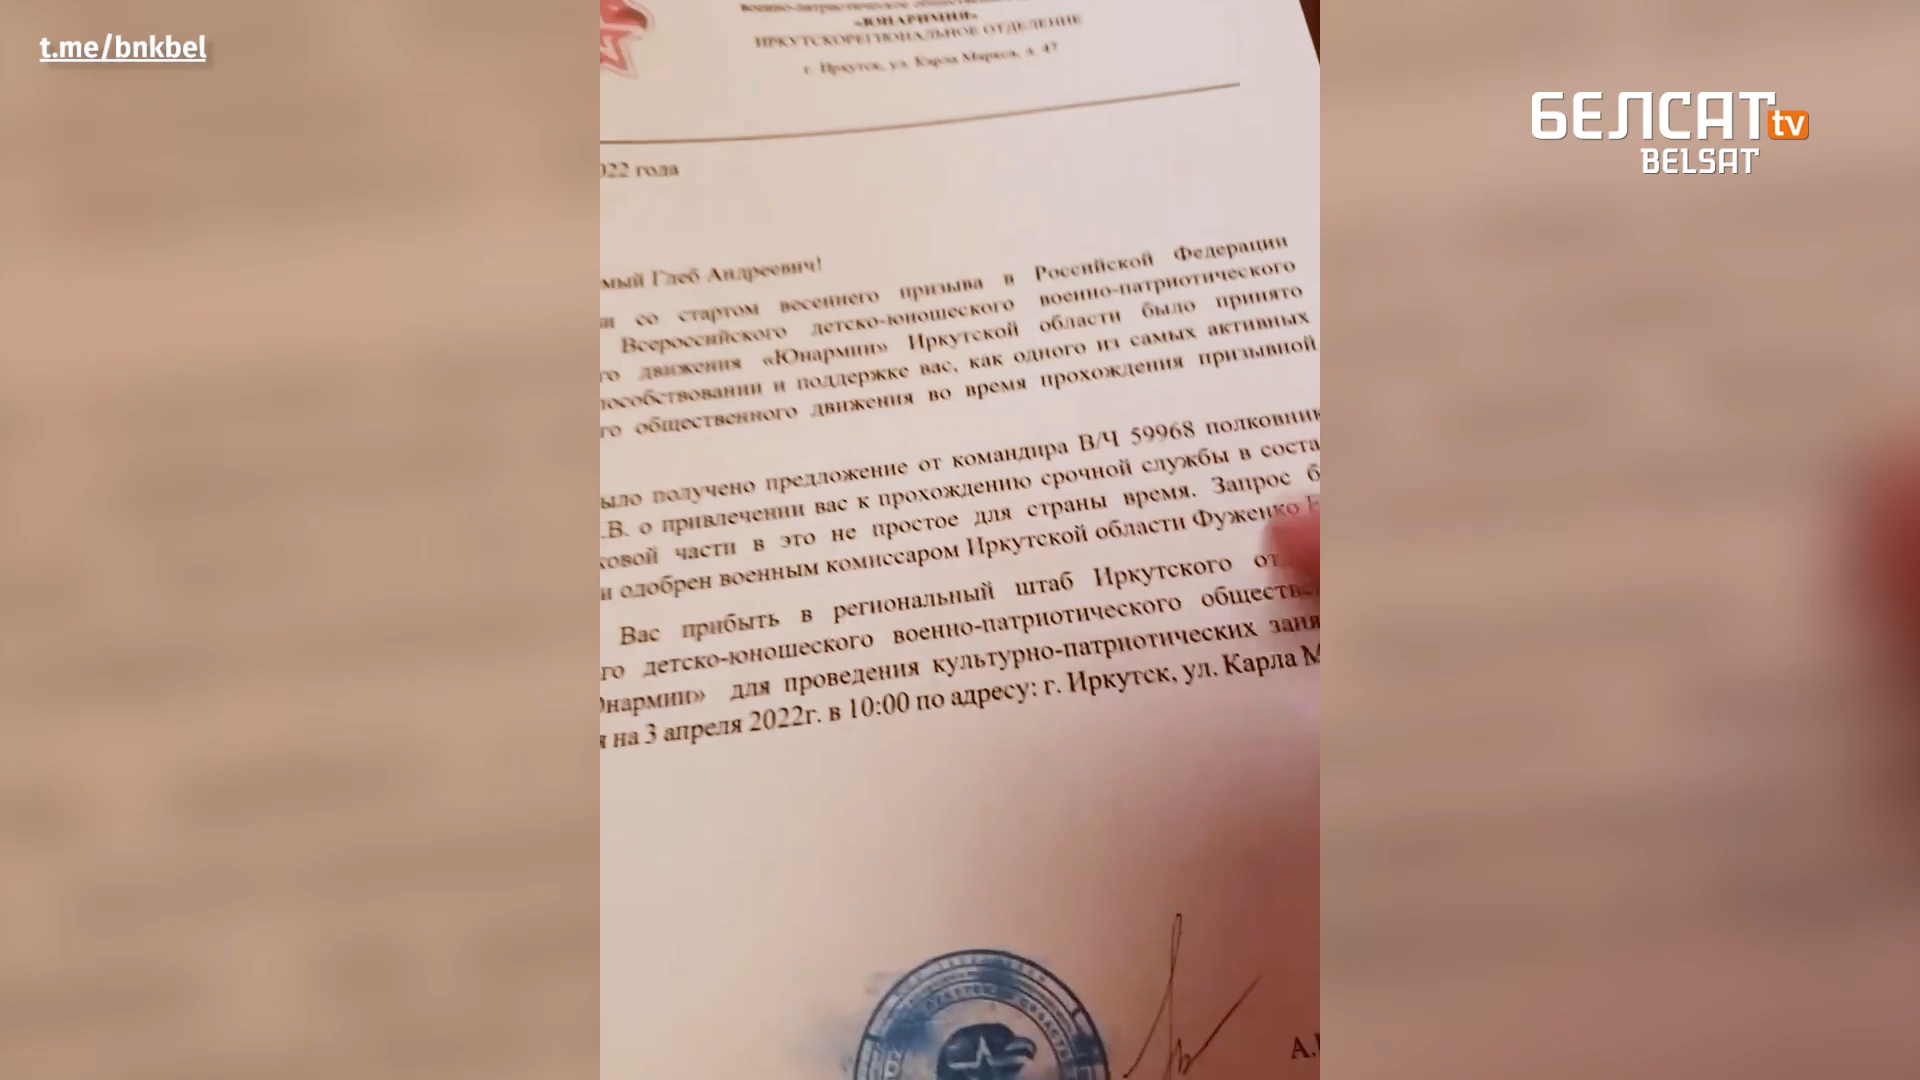 t.me/bnkbel
БЕЛСАТ tv
BELSAT
«ЮНАРМИЯ»
ИРКУТСКОРЕГИОНАЛЬНОЕ ОТДЕЛЕНИЕ
г. Иркутск, ул. Карла Маркса, д. 47
022 года
мый Глеб Андреевич!
и со стартом весеннего призыва в Российской Федерации
Всероссийского детско-юношеского военно-патриотического
го движения «Юнармии» Иркутской области было принято
пособствовании и поддержке вас, как одного из самых активных
го общественного движения во время прохождения призывной
ыло получено предложение от командира В/Ч 59968 полковник
.В. о привлечении вас к прохождению срочной службы в соста
ковой части в это не простое для страны время. Запрос б
и одобрен военным комиссаром Иркутской области Фуженко
Вас прибыть в региональный штаб Иркутского от
го детско-юношеского военно-патриотического обществе
Юнармии» для проведения культурно-патриотических заня
я на 3 апреля 2022г. в 10:00 по адресу: г. Иркутск, ул. Карла М
А.